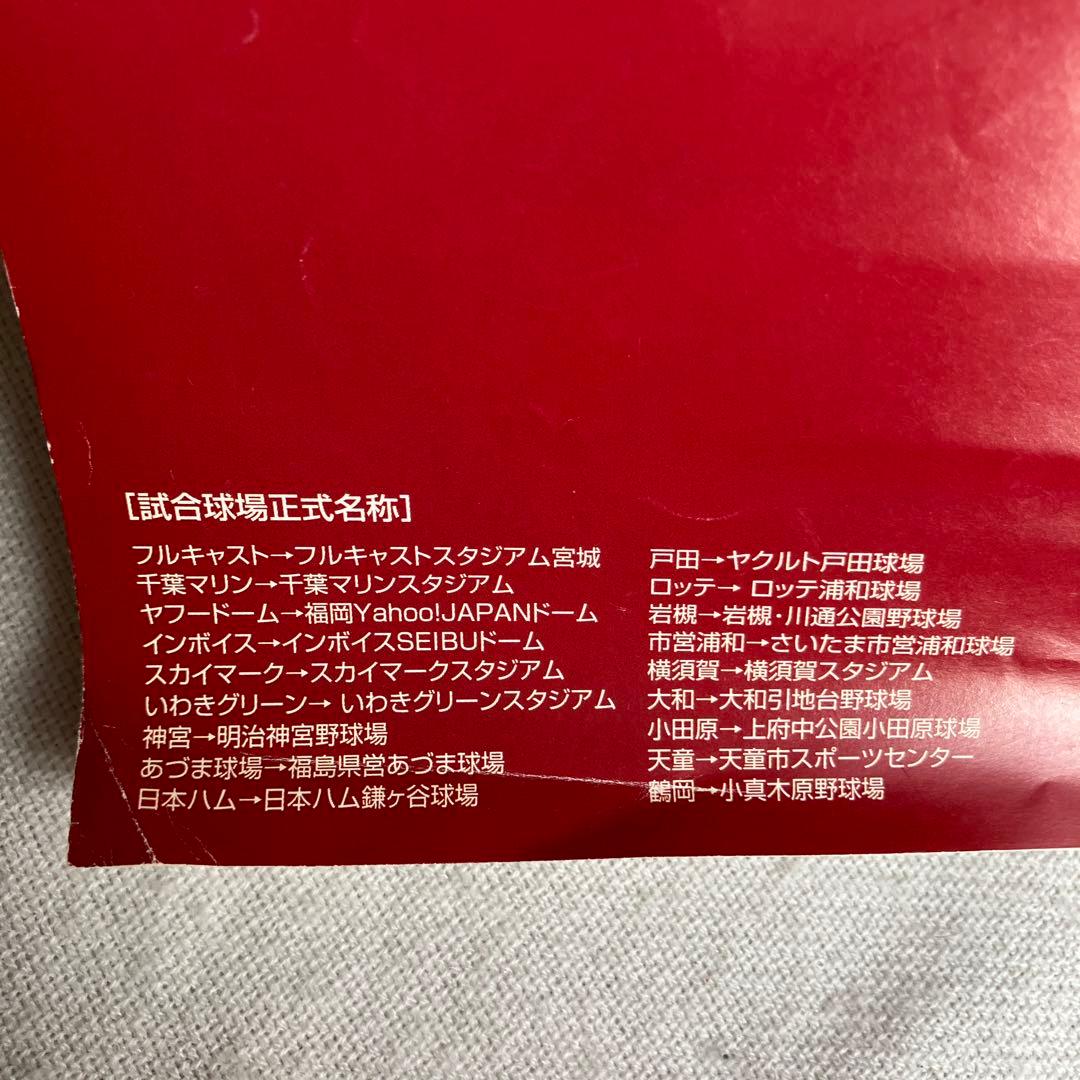 [試合球場正式名称]
フルキャスト→フルキャストスタジアム宮城
千葉マリン→千葉マリンスタジアム
ヤフードーム→福岡Yahoo!JAPANドーム
インボイス→インボイスSEIBUドーム
スカイマーク→スカイマークスタジアム
いわきグリーン→ いわきグリーンスタジアム
神宮→明治神宮野球場
あづま球場→福島県営あづま球場
日本ハム→日本ハム鎌ヶ谷球場
戸田→ヤクルト戸田球場
ロッテ→ ロッテ浦和球場
岩槻→岩槻・川通公園野球場
市営浦和→さいたま市営浦和球場
横須賀→横須賀スタジアム
大和→大和引地台野球場
小田原→上府中公園小田原球場
天童→天童市スポーツセンター
鶴岡→小真木原野球場